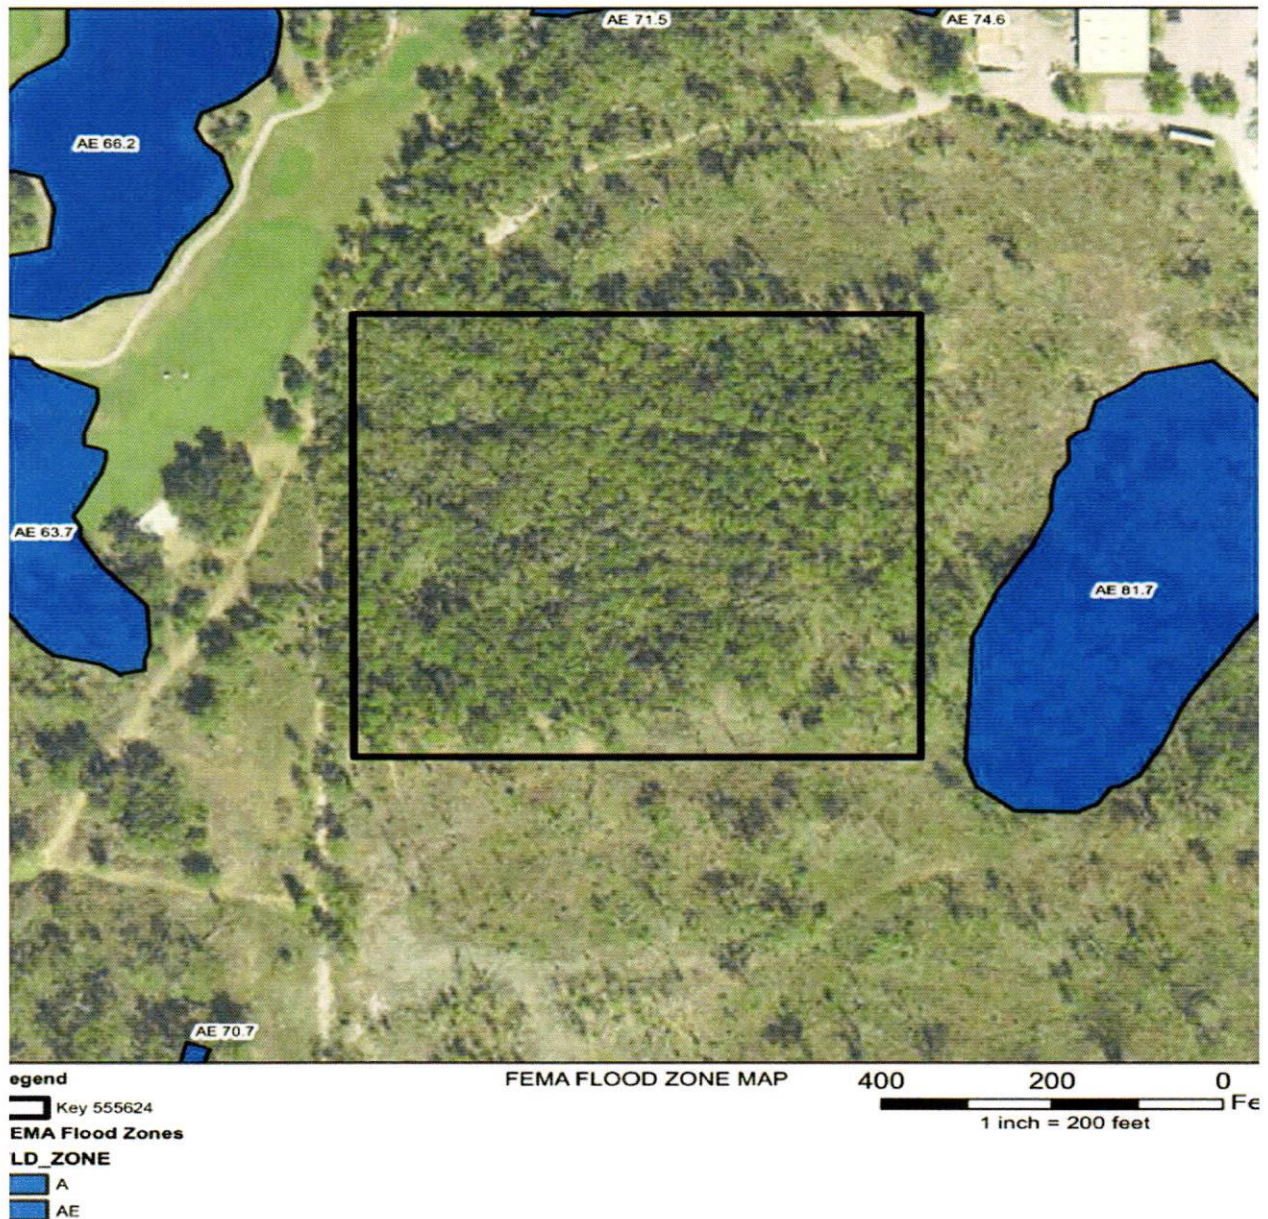 AE 71.5
AE 74.6
AE 66.2
AE 63.7
AE 81.7
AE 70.7
egend
Key 555624
EMA Flood Zones
LD_ZONE
A
AE
FEMA FLOOD ZONE MAP
400 200 0
Fe
1 inch = 200 feet